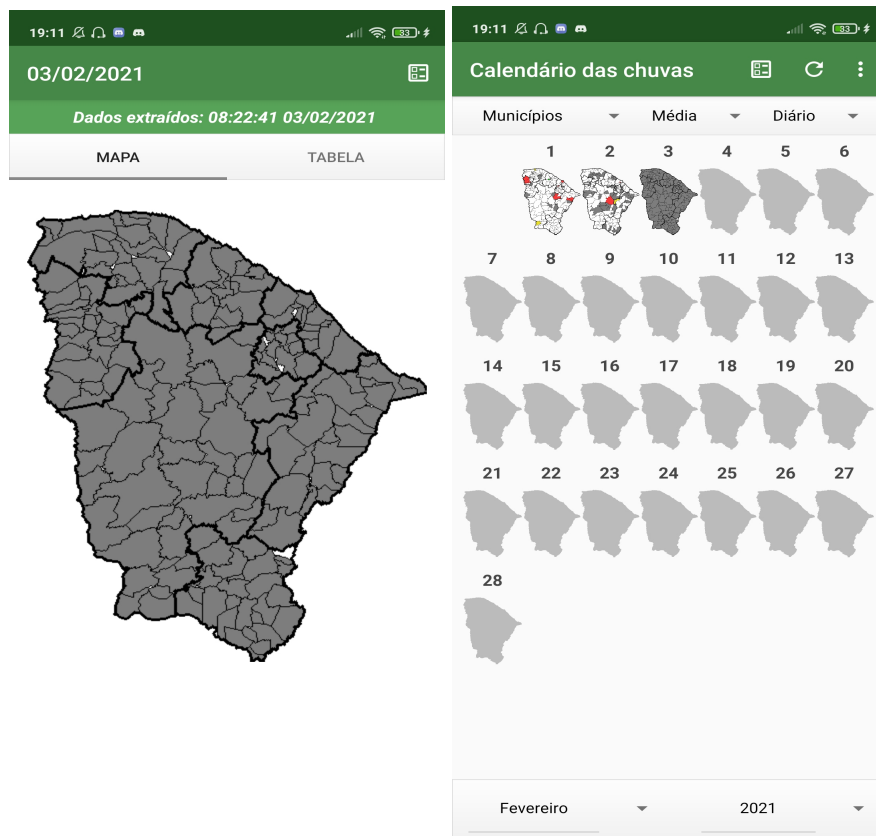 19:11 33
03/02/2021
Dados extraídos: 08:22:41 03/02/2021
MAPA TABELA
19:11 33
Calendário das chuvas
Municípios Média Diário
1 2 3 4 5 6
7 8 9 10 11 12 13
14 15 16 17 18 19 20
21 22 23 24 25 26 27
28
Fevereiro 2021